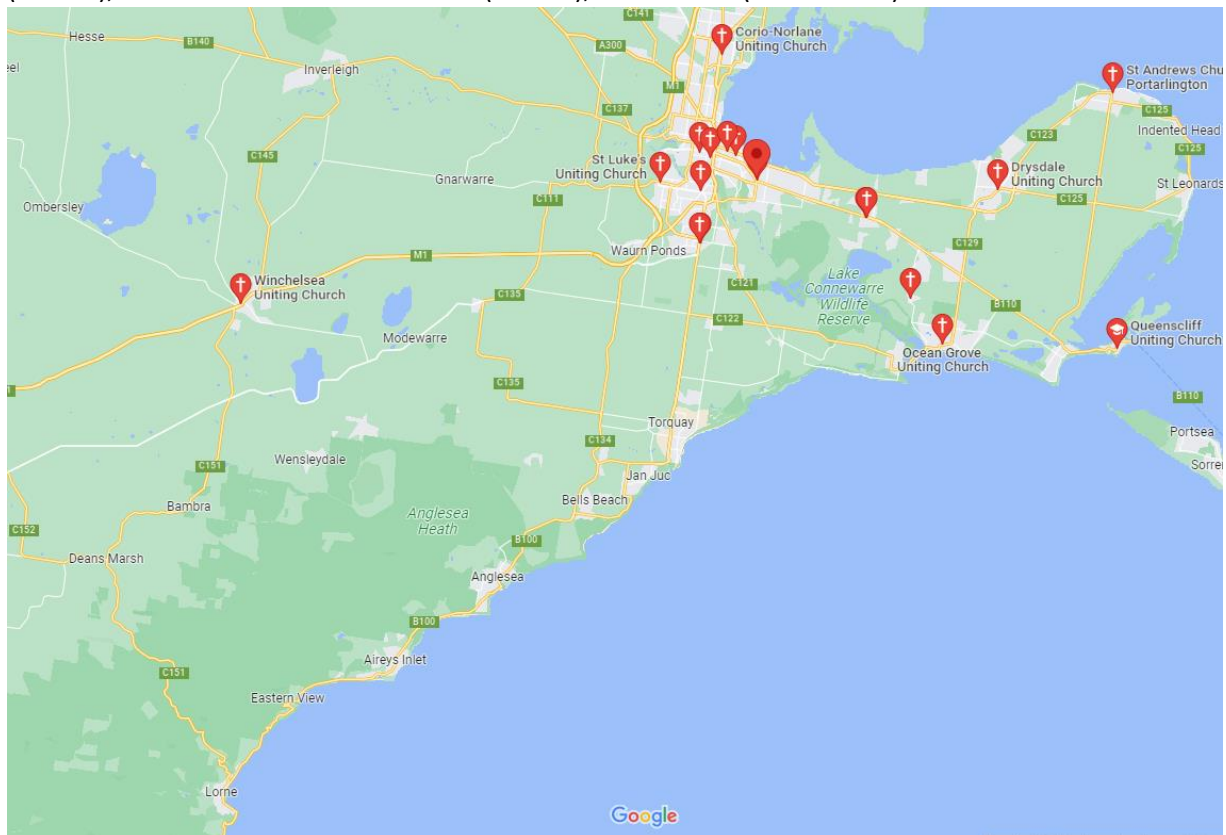 Hesse
B140
Inverleigh
C141
A300
M1
C137
Corio-Norlane
Uniting Church
St Andrews Chu
Portarlington
C125
C123
Indented Head
C125
C145
St Luke's
Uniting Church
Gnarwarre
C111
Drysdale
Uniting Church
St Leonards
C125
Ombersley
Waurn Ponds
M1
C129
Winchelsea
Uniting Church
C135
C121
Lake
Connewarre
Wildlife
Reserve
B110
C122
Modewarre
Queenscliff
Uniting Church
Ocean Grove
Uniting Church
C135
B110
Torquay
Portsea
C134
Sorrer
Wensleydale
C151
Jan Juc
Bells Beach
Bambra
Anglesea
Heath
C152
B100
Deans Marsh
Anglesea
B100
Aireys Inlet
C151
Eastern View
Lorne
Google